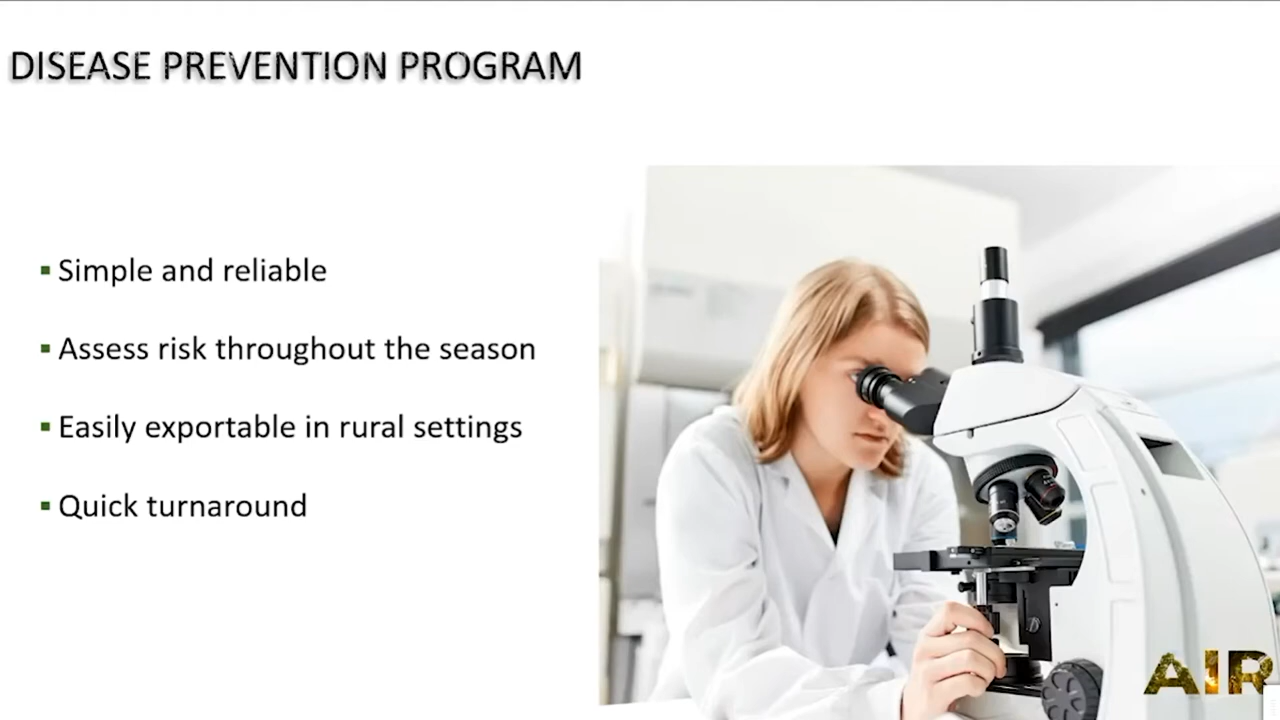 DISEASE PREVENTION PROGRAM
Simple and reliable
Assess risk throughout the season
Easily exportable in rural settings
Quick turnaround
AIR